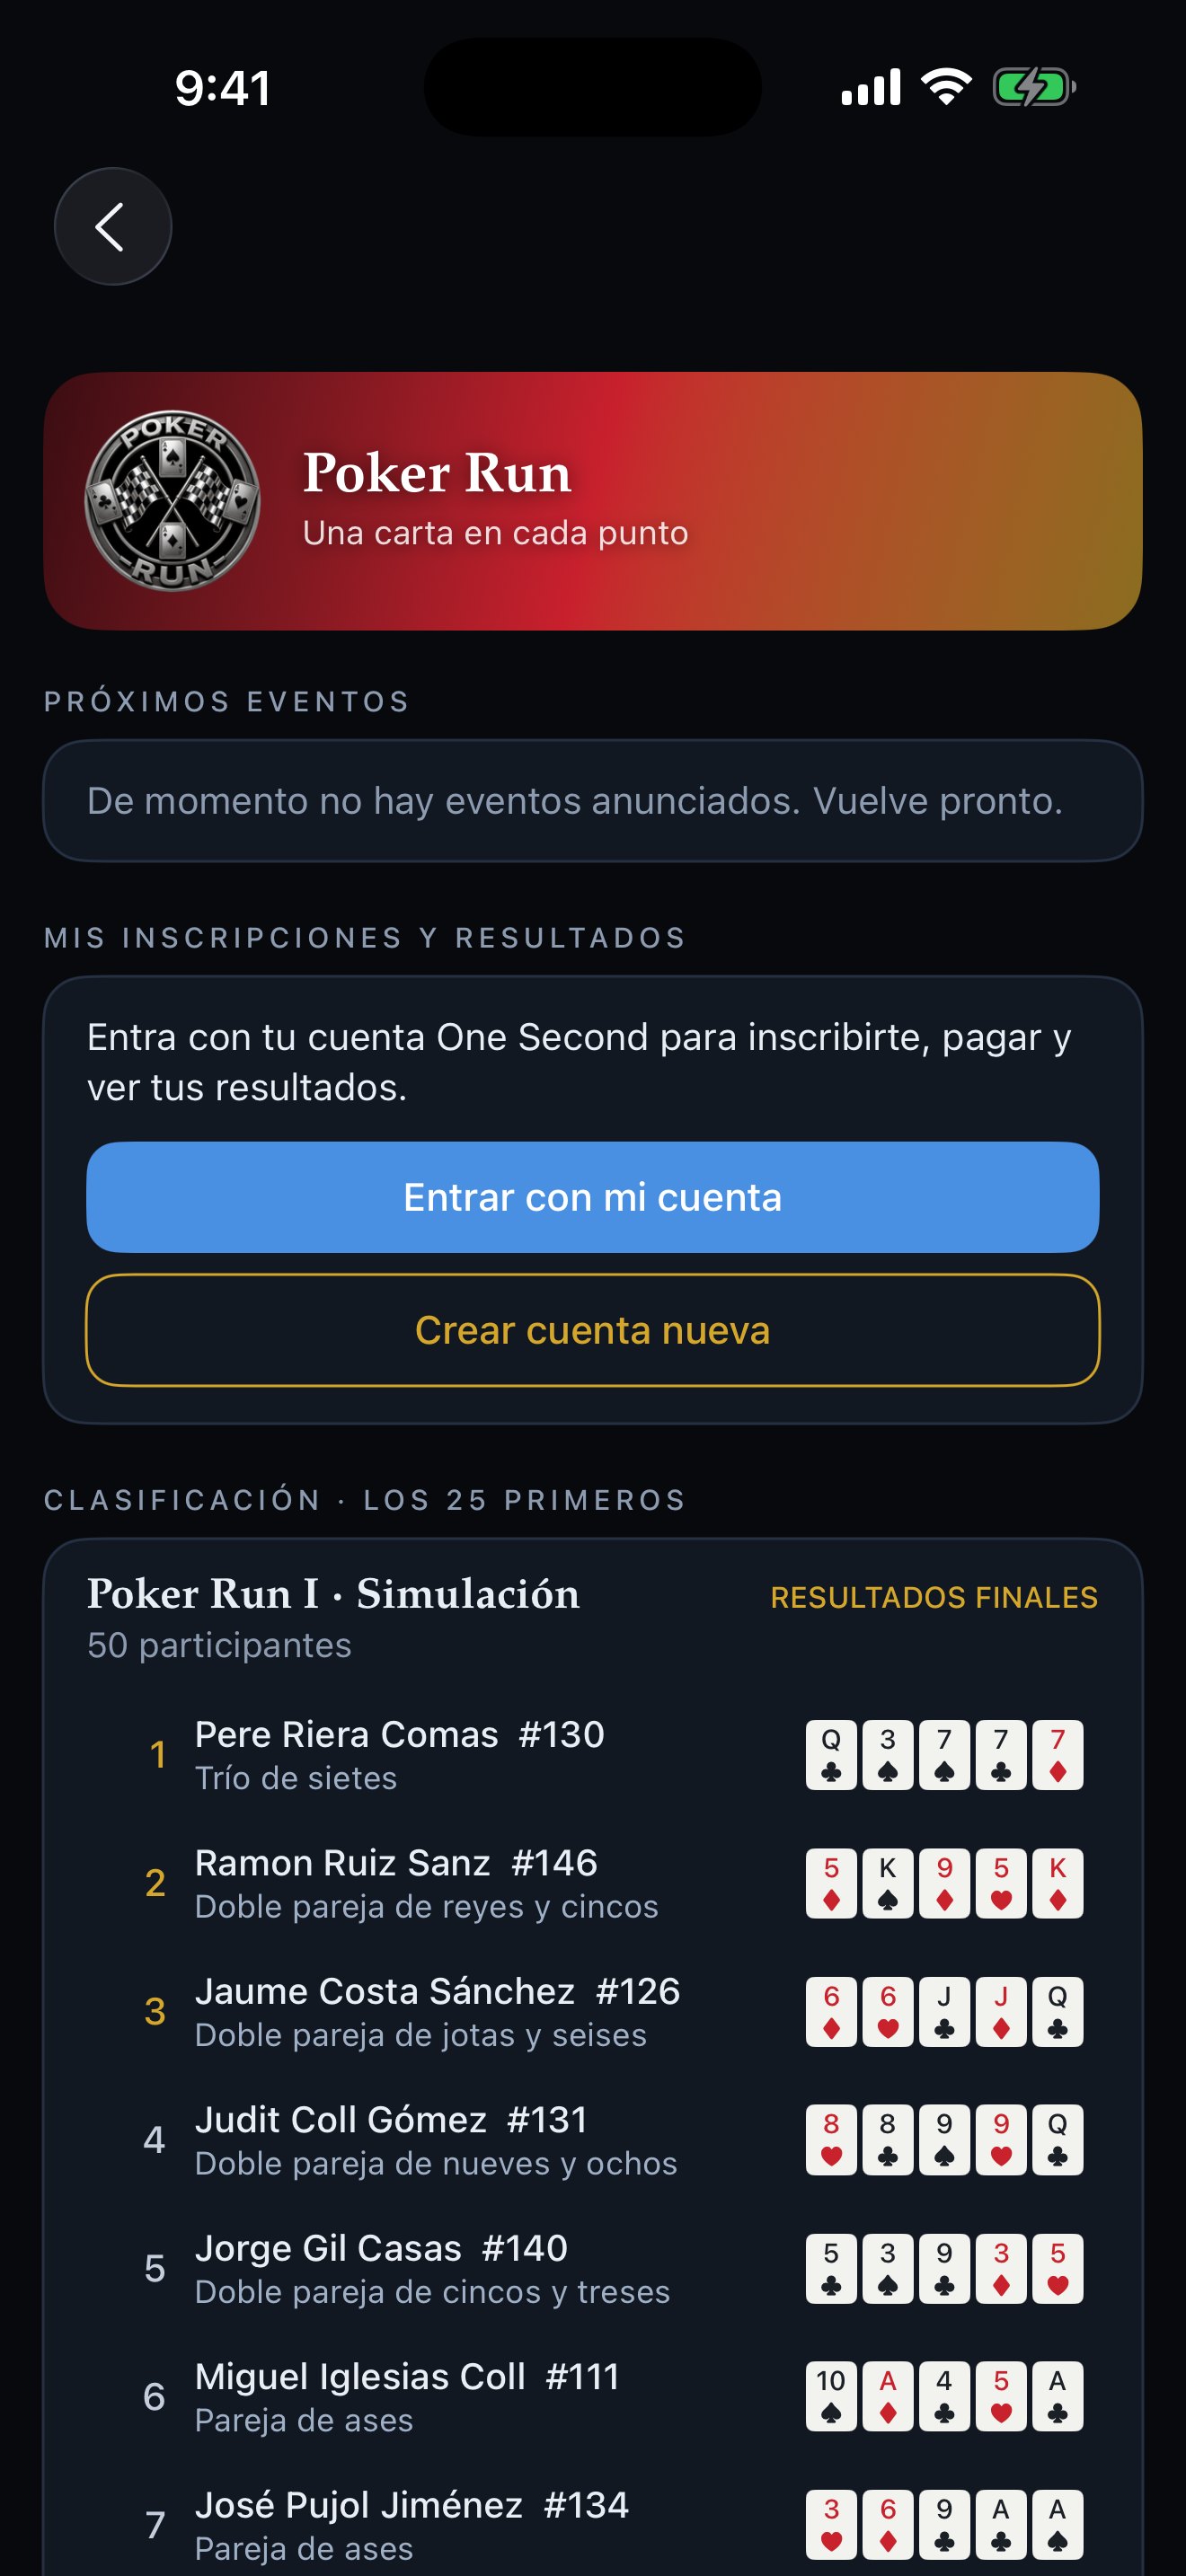 9:41
POKER
RUN
Poker Run
Una carta en cada punto
PRÓXIMOS EVENTOS
De momento no hay eventos anunciados. Vuelve pronto.
MIS INSCRIPCIONES Y RESULTADOS
Entra con tu cuenta One Second para inscribirte, pagar y
ver tus resultados.
Entrar con mi cuenta
Crear cuenta nueva
CLASIFICACIÓN · LOS 25 PRIMEROS
Poker Run I · Simulación RESULTADOS FINALES
50 participantes
1 Pere Riera Comas #130 Q♣ 3♠ 7♠ 7♣ 7♦
Trío de sietes
2 Ramon Ruiz Sanz #146 5♦ K♠ 9♦ 5♥ K♦
Doble pareja de reyes y cincos
3 Jaume Costa Sánchez #126 6♦ 6♥ J♣ J♦ Q♣
Doble pareja de jotas y seises
4 Judit Coll Gómez #131 8♥ 8♣ 9♠ 9♥ Q♣
Doble pareja de nueves y ochos
5 Jorge Gil Casas #140 5♣ 3♠ 9♣ 3♦ 5♥
Doble pareja de cincos y treses
6 Miguel Iglesias Coll #111 10♠ A♦ 4♣ 5♥ A♣
Pareja de ases
7 José Pujol Jiménez #134 3♥ 6♦ 9♣ A♣ A♠
Pareja de ases